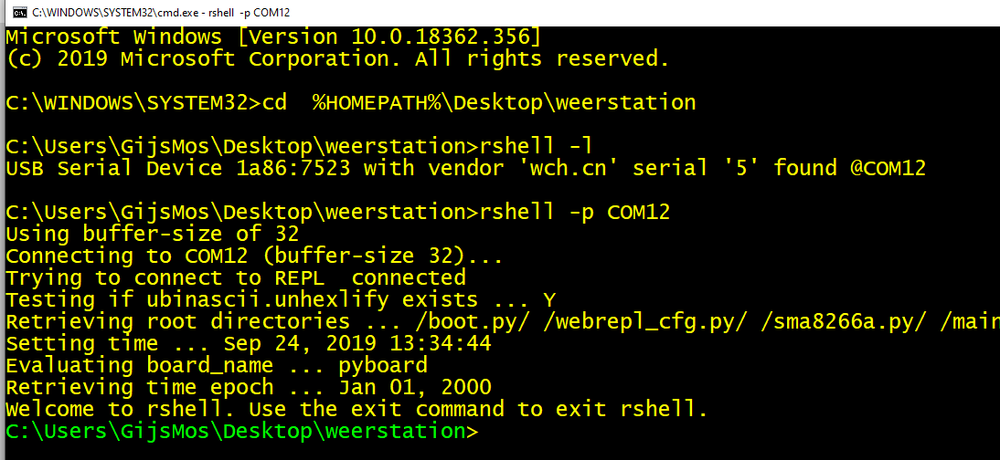 C:\WINDOWS\SYSTEM32\cmd.exe - rshell -p COM12
Microsoft Windows [Version 10.0.18362.356]
(c) 2019 Microsoft Corporation. All rights reserved.
C:\WINDOWS\SYSTEM32>cd  %HOMEPATH%\Desktop\weerstation
C:\Users\GijsMos\Desktop\weerstation>rshell -l
USB Serial Device 1a86:7523 with vendor 'wch.cn' serial '5' found @COM12
C:\Users\GijsMos\Desktop\weerstation>rshell -p COM12
Using buffer-size of 32
Connecting to COM12 (buffer-size 32)...
Trying to connect to REPL  connected
Testing if ubinascii.unhexlify exists ... Y
Retrieving root directories ... /boot.py/ /webrepl_cfg.py/ /sma8266a.py/ /main
Setting time ... Sep 24, 2019 13:34:44
Evaluating board_name ... pyboard
Retrieving time epoch ... Jan 01, 2000
Welcome to rshell. Use the exit command to exit rshell.
C:\Users\GijsMos\Desktop\weerstation>